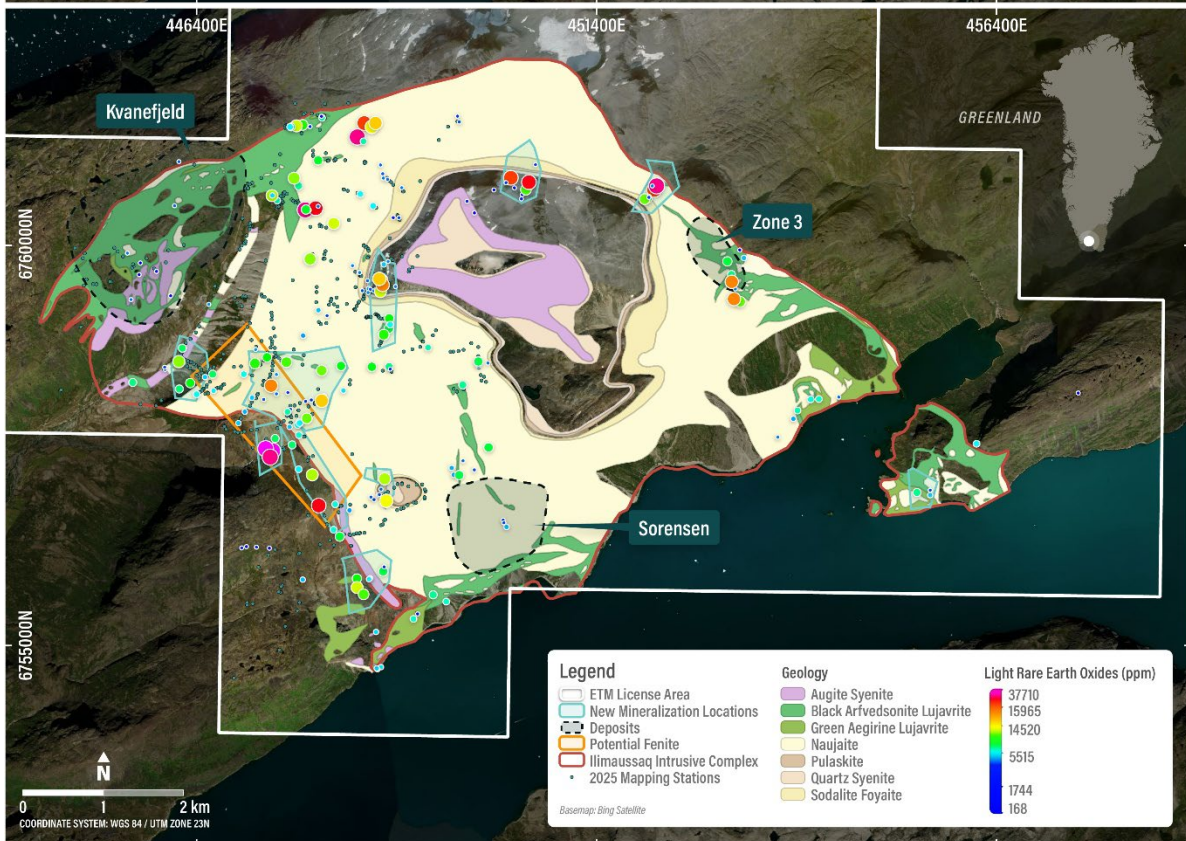 446400E
451400E
456400E
Kvanefjeld
GREENLAND
Zone 3
6760000N
Sorensen
6755000N
Legend
ETM License Area
New Mineralization Locations
Deposits
Potential Fenite
Ilimaussaq Intrusive Complex
2025 Mapping Stations
Basemap: Bing Satellite
Geology
Augite Syenite
Black Arfvedsonite Lujavrite
Green Aegirine Lujavrite
Naujaite
Pulaskite
Quartz Syenite
Sodalite Foyaite
Light Rare Earth Oxides (ppm)
37710
15965
14520
5515
1744
168
N
0 1 2 km
COORDINATE SYSTEM: WGS 84 / UTM ZONE 23N